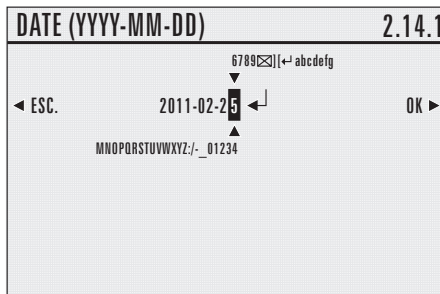 DATE (YYYY-MM-DD) 2.14.1
6789⌧][↵abcdefg
◄ ESC. 2011-02-25 ↵ OK ►
MNOPQRSTUVWXYZ:/-_01234